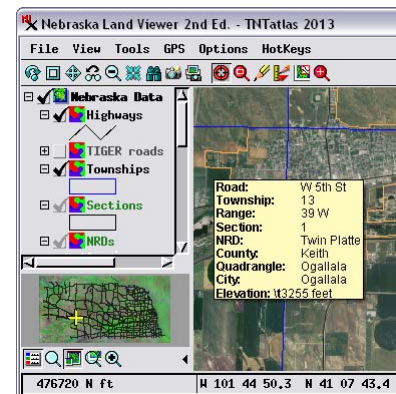 Nebraska Land Viewer 2nd Ed. - TNTatlas 2013
File View Tools GPS Options HotKeys
Nebraska Data
Highways
TIGER roads
Townships
Sections
NRDs
Road: W 5th St
Township: 13
Range: 39 W
Section: 1
NRD: Twin Platte
County: Keith
Quadrangle: Ogallala
City: Ogallala
Elevation: \t3255 feet
476720 N ft W 101 44 50.3 N 41 07 43.4